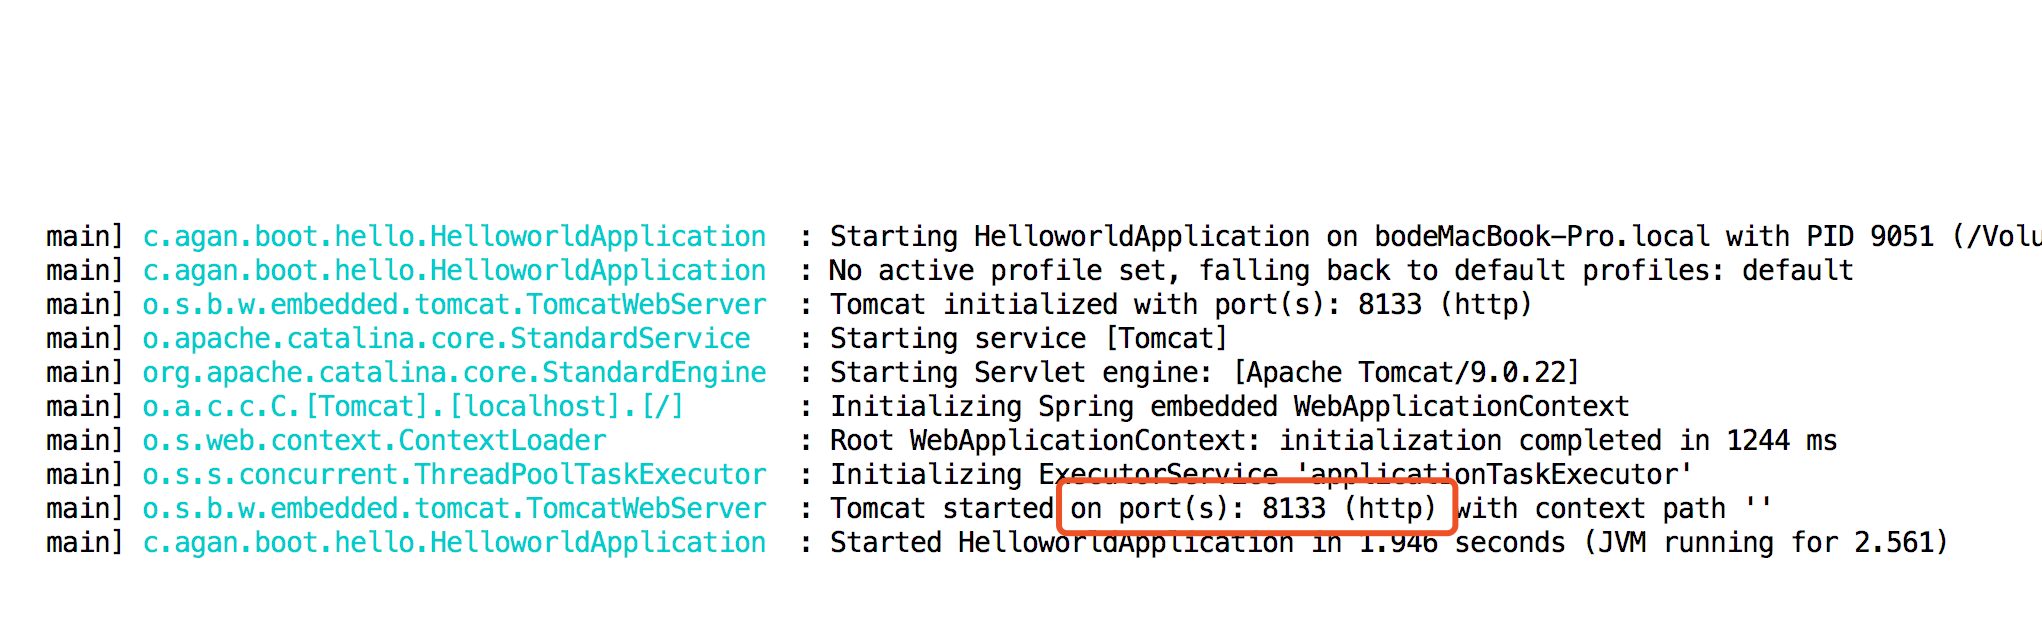 main] c.agan.boot.hello.HelloworldApplication : Starting HelloworldApplication on bodeMacBook-Pro.local with PID 9051 (/Volu
main] c.agan.boot.hello.HelloworldApplication : No active profile set, falling back to default profiles: default
main] o.s.b.w.embedded.tomcat.TomcatWebServer : Tomcat initialized with port(s): 8133 (http)
main] o.apache.catalina.core.StandardService : Starting service [Tomcat]
main] org.apache.catalina.core.StandardEngine : Starting Servlet engine: [Apache Tomcat/9.0.22]
main] o.a.c.c.C.[Tomcat].[localhost].[/] : Initializing Spring embedded WebApplicationContext
main] o.s.web.context.ContextLoader : Root WebApplicationContext: initialization completed in 1244 ms
main] o.s.s.concurrent.ThreadPoolTaskExecutor : Initializing ExecutorService 'applicationTaskExecutor'
main] o.s.b.w.embedded.tomcat.TomcatWebServer : Tomcat started on port(s): 8133 (http) with context path ''
main] c.agan.boot.hello.HelloworldApplication : Started HelloworldApplication in 1.946 seconds (JVM running for 2.561)